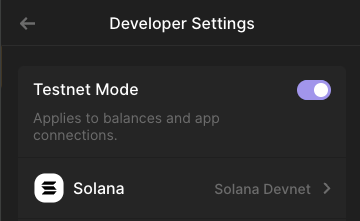 Developer Settings
Testnet Mode
Applies to balances and app
connections.
Solana Solana Devnet